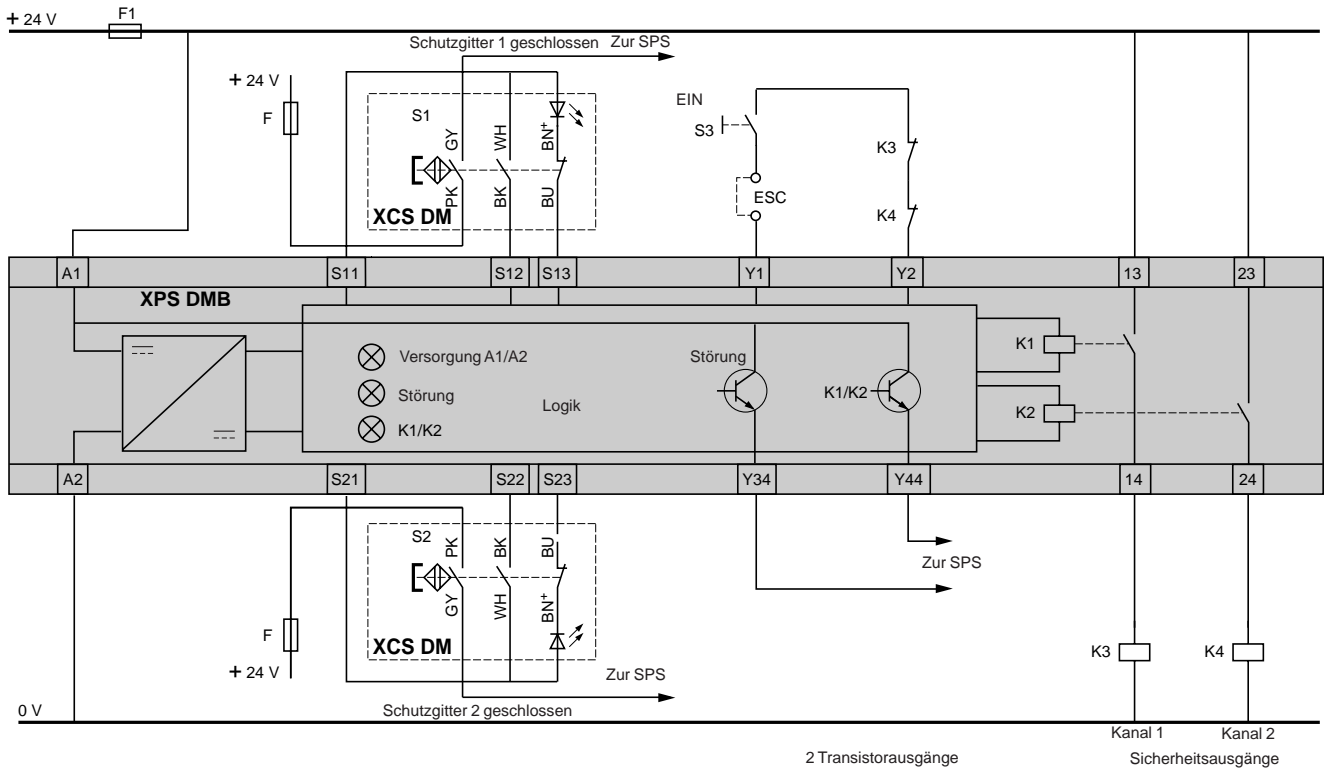 + 24 V
F1
Schutzgitter 1 geschlossen
Zur SPS
+ 24 V
F
S1
GY
WH
BN+
PK
BK
BU
XCS DM
EIN
S3
ESC
K3
K4
A1
S11
S12
S13
Y1
Y2
13
23
XPS DMB
Versorgung A1/A2
Störung
K1/K2
Logik
Störung
K1/K2
K1
K2
A2
S21
S22
S23
Y34
Y44
14
24
S2
PK
BK
BU
GY
WH
BN+
XCS DM
F
+ 24 V
Zur SPS
Zur SPS
K3
K4
0 V
Schutzgitter 2 geschlossen
Kanal 1
Kanal 2
2 Transistorausgänge
Sicherheitsausgänge